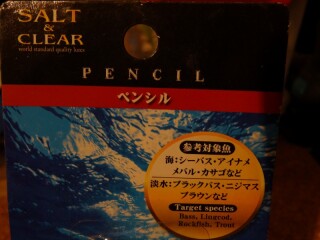 SALT
&
CLEAR
world standard quality lures
PENCIL
ペンシル
参考対象魚
海：シーバス・アイナメ
メバル・カサゴなど
淡水：ブラックバス・ニジマス
ブラウンなど
Target species
Bass, Lingcod,
Rockfish, Trout